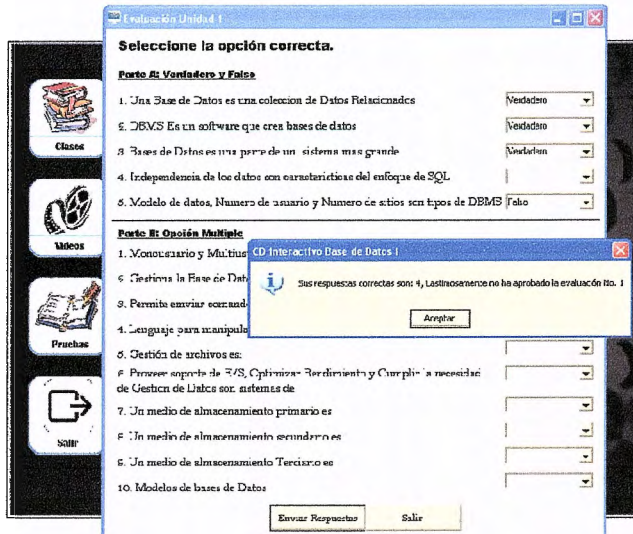 Evaluación Unidad 1
Seleccione la opción correcta.
Parte A: Verdadero y Falso
1. Una Base de Datos es una coleccion de Datos Relacionados
Verdadero
2. DBMS Es un software que crea bases de datos
Verdadero
3. Bases de Datos es una parte de un sistema mas grande
Verdadero
4. Independencia de los datos son caracteristicas del enfoque de SQL
5. Modelo de datos, Numero de usuario y Numero de sitios son tipos de DBMS
Falso
Parte B: Opción Multiple
1. Monousuario y Multius
2. Gestiona la Base de Dato
3. Permite enviar comand
4. Lenguaje para manipula
5. Gestión de archivos es:
6. Proveer soporte de E/S, Optimizar Rendimiento y Cumplir la necesidad
de Gestion de Datos son sistemas de
7. Un medio de almacenamiento primario es
8. Un medio de almacenamiento secundario es
9. Un medio de almacenamiento Terciario es
10. Modelos de bases de Datos
Enviar Respuestas
Salir
CD Interactivo Base de Datos I
Sus respuestas correctas son: 4, Lastimosamente no ha aprobado la evaluación No. 1
Aceptar
Clases
Videos
Pruebas
Salir